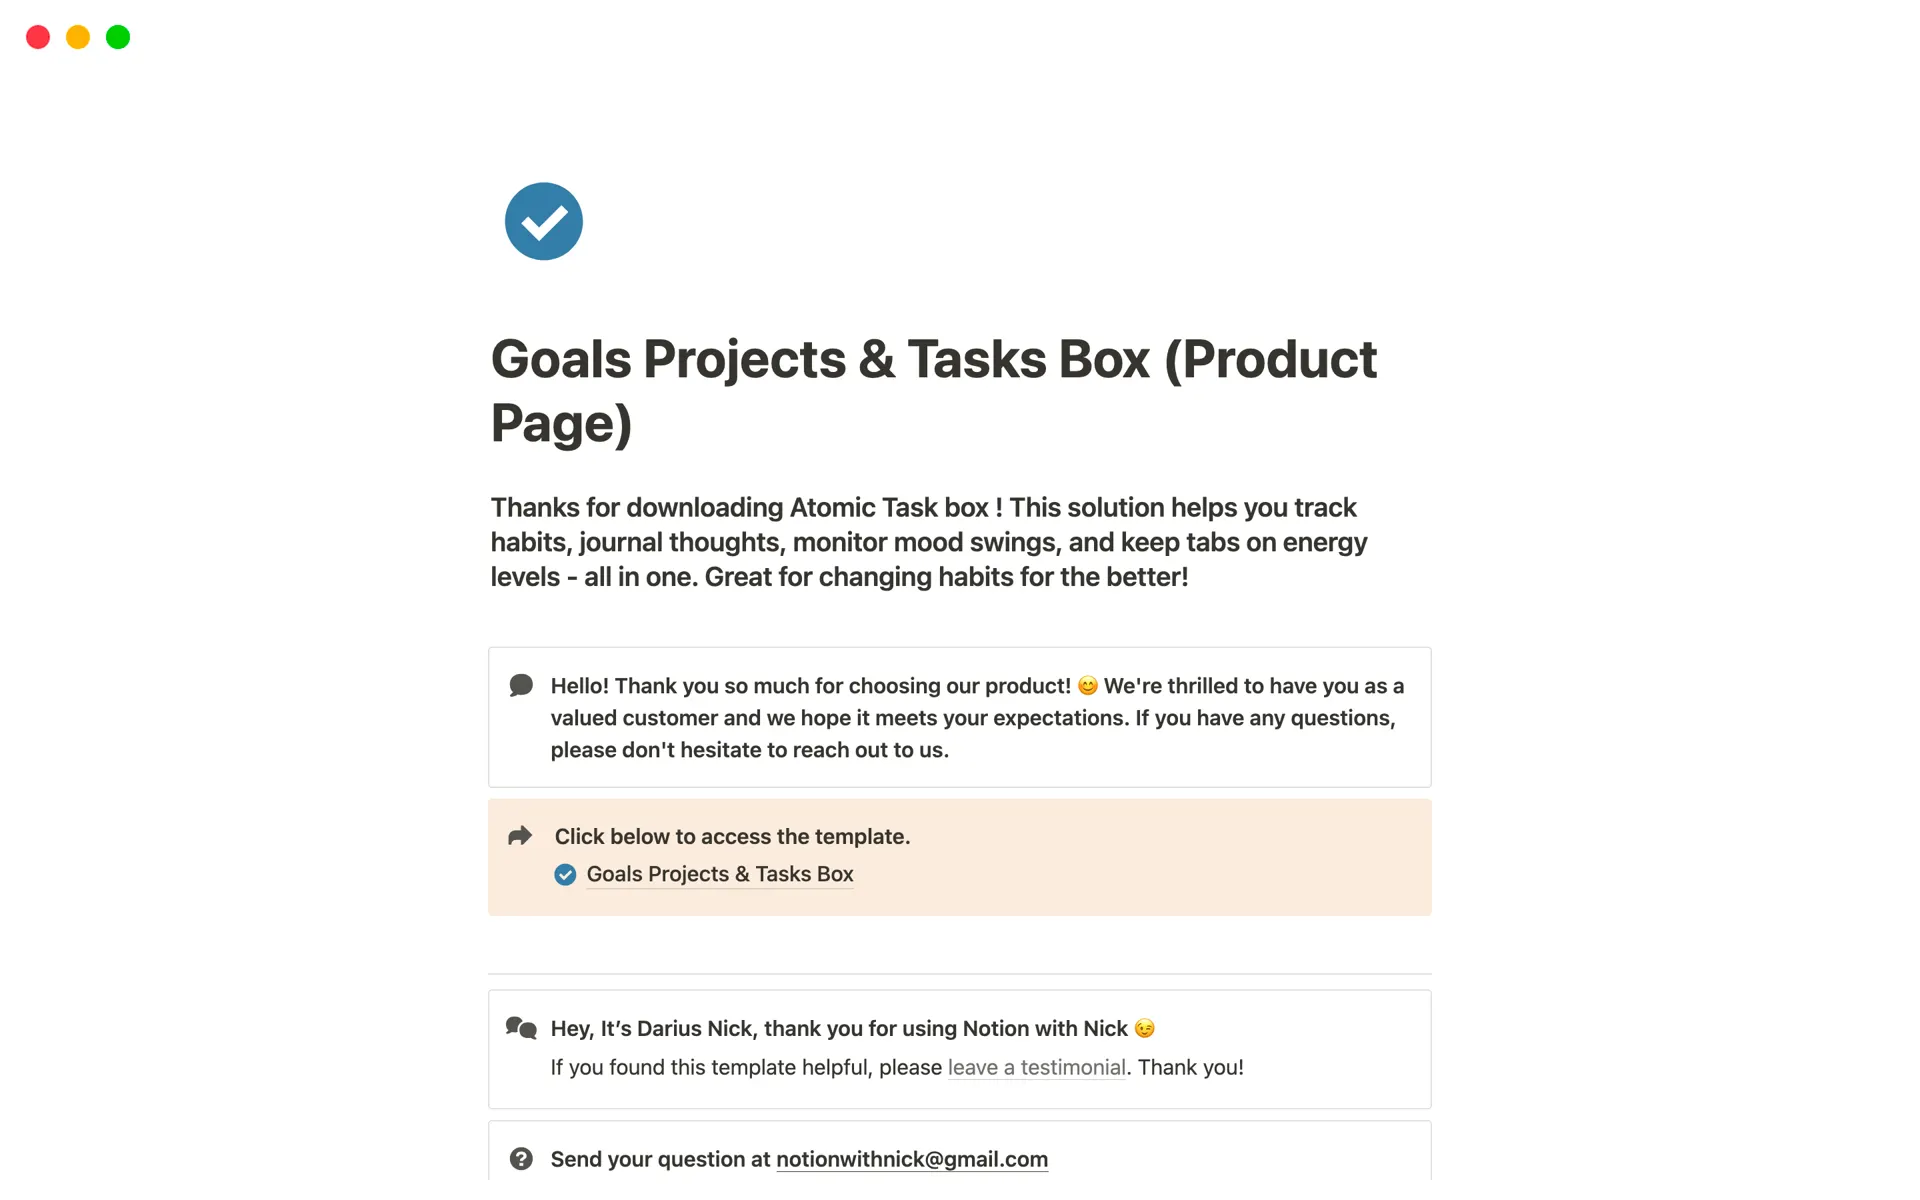 Goals Projects & Tasks Box (Product
Page)
Thanks for downloading Atomic Task box ! This solution helps you track
habits, journal thoughts, monitor mood swings, and keep tabs on energy
levels - all in one. Great for changing habits for the better!
Hello! Thank you so much for choosing our product! 😊 We're thrilled to have you as a
valued customer and we hope it meets your expectations. If you have any questions,
please don't hesitate to reach out to us.
Click below to access the template.
Goals Projects & Tasks Box
Hey, It’s Darius Nick, thank you for using Notion with Nick 😉
If you found this template helpful, please leave a testimonial. Thank you!
Send your question at notionwithnick@gmail.com